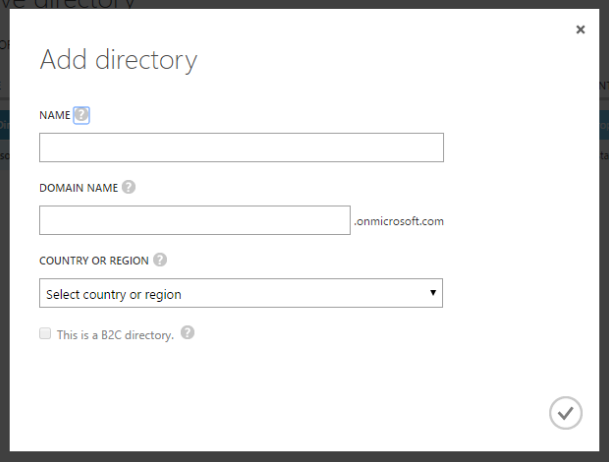 ve directory
Add directory
NAME ?
DOMAIN NAME ?
.onmicrosoft.com
COUNTRY OR REGION ?
Select country or region
This is a B2C directory. ?